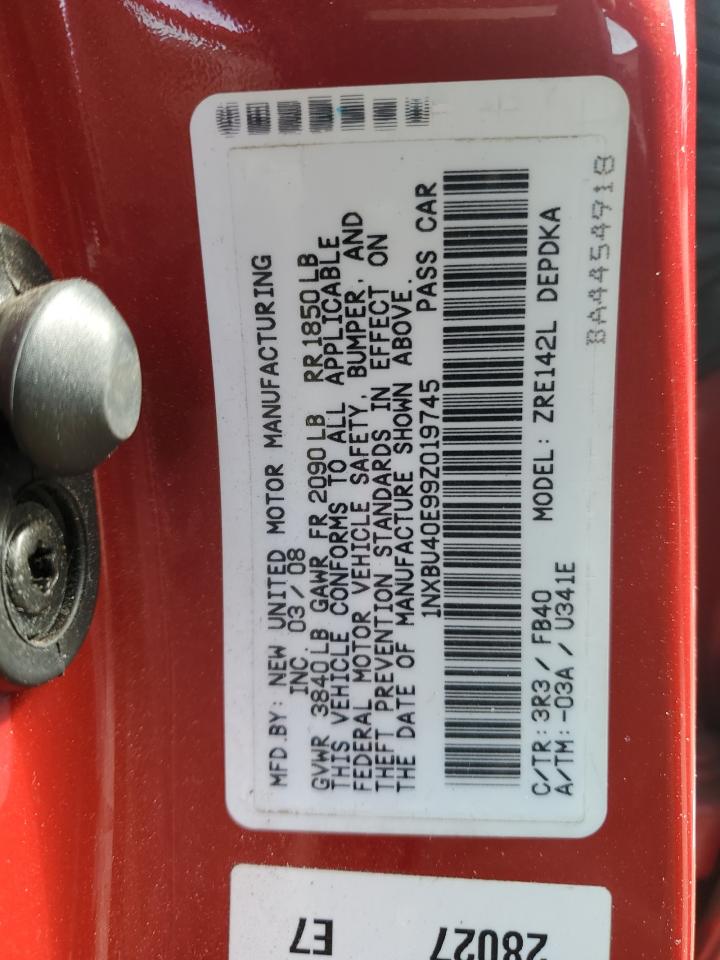 MFD.BY: NEW UNITED MOTOR MANUFACTURING
INC. 03/08
GVWR 3840LB GAWR FR 2090LB RR1850LB
THIS VEHICLE CONFORMS TO ALL APPLICABLE
FEDERAL MOTOR VEHICLE SAFETY, BUMPER, AND
THEFT PREVENTION STANDARDS IN EFFECT ON
THE DATE OF MANUFACTURE SHOWN ABOVE.
1NXBU40E99Z019745 PASS CAR
C/TR:3R3/FB40 MODEL: ZRE142L DEPDKA
A/TM:-03A/U341E
BA4454918
28027
E7